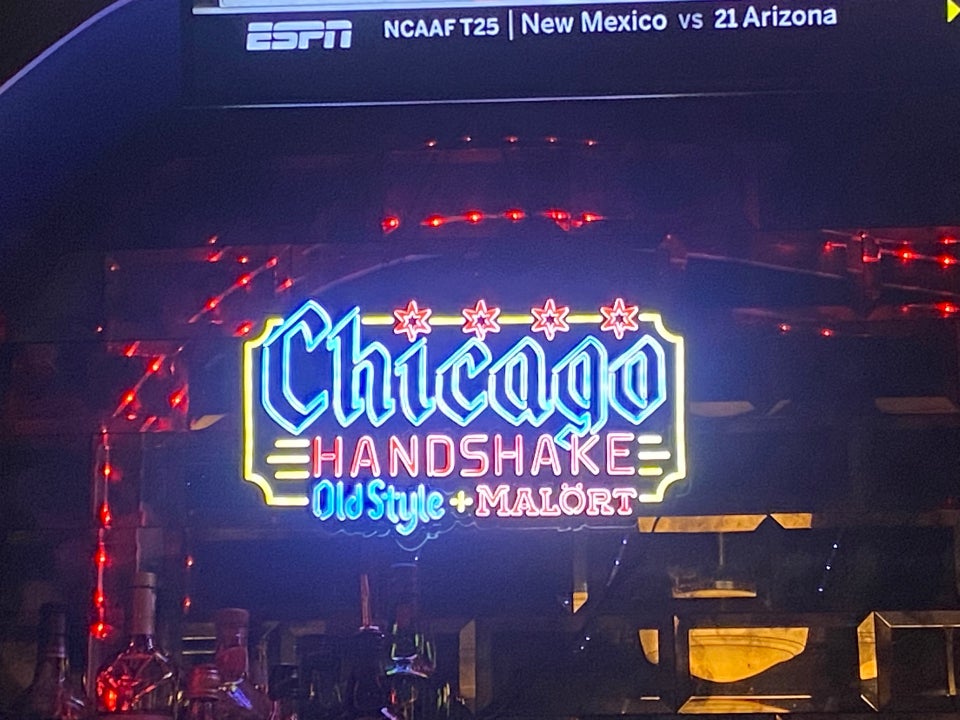 ESPN NCAAF T25 | New Mexico vs 21 Arizona
Chicago
HANDSHAKE
Old Style + MALÖRT